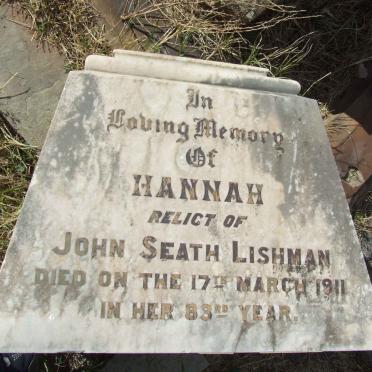 In
Loving Memory
Of
HANNAH
RELICT OF
JOHN SEATH LISHMAN
DIED ON THE 17TH MARCH 1911
IN HER 83RD YEAR.